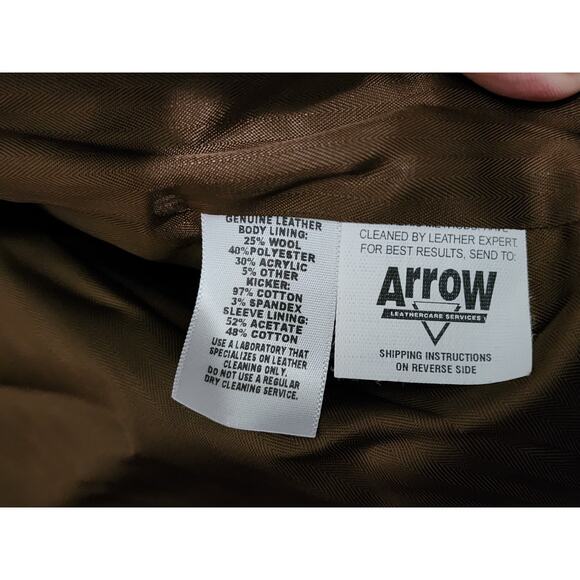 GENUINE LEATHER
BODY LINING:
25% WOOL
40%POLYESTER
30% ACRYLIC
5% OTHER
KICKER:
97% COTTON
3% SPANDEX
SLEEVE LINING:
52% ACETATE
48% COTTON
USE A LABORATORY THAT
SPECIALIZES ON LEATHER
CLEANING ONLY.
DO NOT USE A REGULAR
DRY CLEANING SERVICE.
CLEANED BY LEATHER EXPERT.
FOR BEST RESULTS, SEND TO:
Arrow
LEATHERCARE SERVICES
SHIPPING INSTRUCTIONS
ON REVERSE SIDE